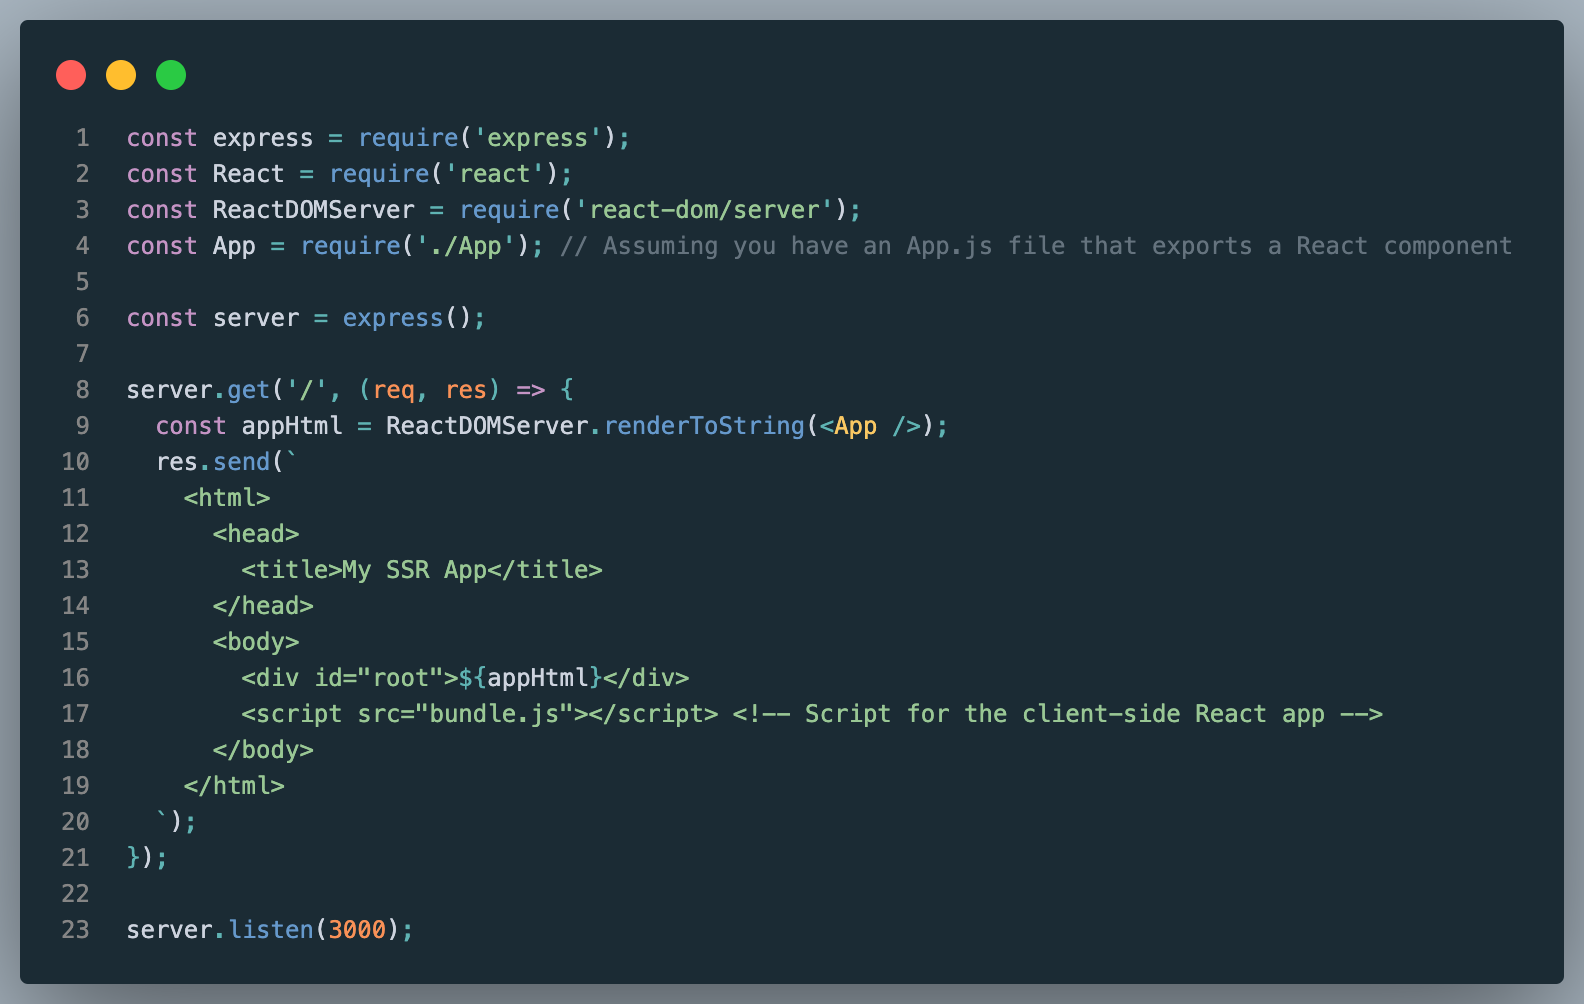 1 const express = require('express');
2 const React = require('react');
3 const ReactDOMServer = require('react-dom/server');
4 const App = require('./App'); // Assuming you have an App.js file that exports a React component
5
6 const server = express();
7
8 server.get('/', (req, res) => {
9   const appHtml = ReactDOMServer.renderToString(<App />);
10   res.send(`
11     <html>
12       <head>
13         <title>My SSR App</title>
14       </head>
15       <body>
16         <div id="root">${appHtml}</div>
17         <script src="bundle.js"></script> <!-- Script for the client-side React app -->
18       </body>
19     </html>
20   `);
21 });
22
23 server.listen(3000);